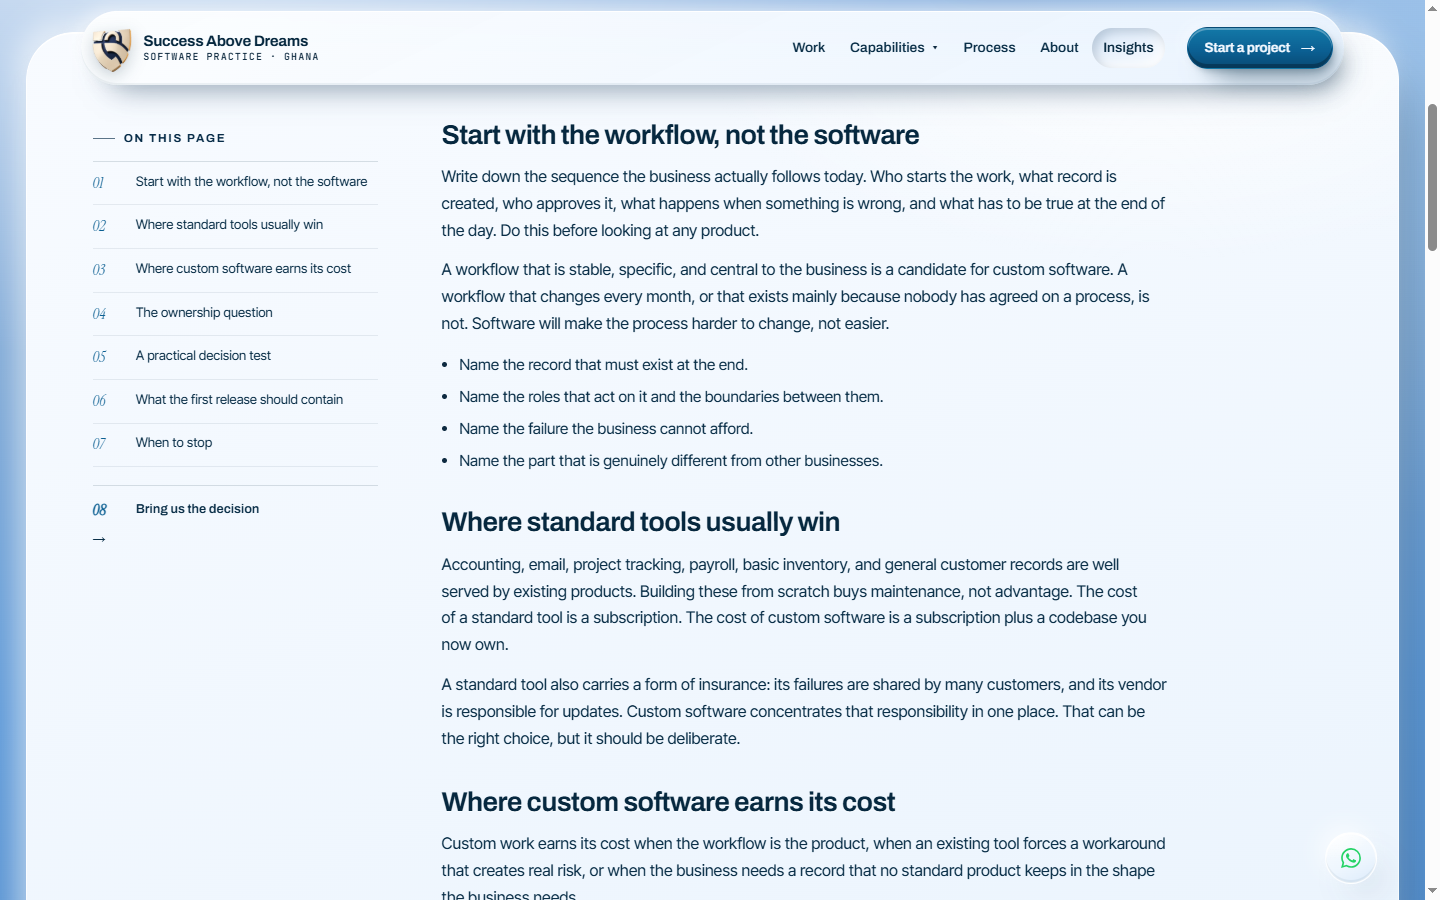 Success Above Dreams
SOFTWARE PRACTICE · GHANA
Work
Capabilities
Process
About
Insights
Start a project →
ON THIS PAGE
01 Start with the workflow, not the software
02 Where standard tools usually win
03 Where custom software earns its cost
04 The ownership question
05 A practical decision test
06 What the first release should contain
07 When to stop
08 Bring us the decision
→
Start with the workflow, not the software
Write down the sequence the business actually follows today. Who starts the work, what record is
created, who approves it, what happens when something is wrong, and what has to be true at the end of
the day. Do this before looking at any product.
A workflow that is stable, specific, and central to the business is a candidate for custom software. A
workflow that changes every month, or that exists mainly because nobody has agreed on a process, is
not. Software will make the process harder to change, not easier.
• Name the record that must exist at the end.
• Name the roles that act on it and the boundaries between them.
• Name the failure the business cannot afford.
• Name the part that is genuinely different from other businesses.
Where standard tools usually win
Accounting, email, project tracking, payroll, basic inventory, and general customer records are well
served by existing products. Building these from scratch buys maintenance, not advantage. The cost
of a standard tool is a subscription. The cost of custom software is a subscription plus a codebase you
now own.
A standard tool also carries a form of insurance: its failures are shared by many customers, and its vendor
is responsible for updates. Custom software concentrates that responsibility in one place. That can be
the right choice, but it should be deliberate.
Where custom software earns its cost
Custom work earns its cost when the workflow is the product, when an existing tool forces a workaround
that creates real risk, or when the business needs a record that no standard product keeps in the shape
the business needs.